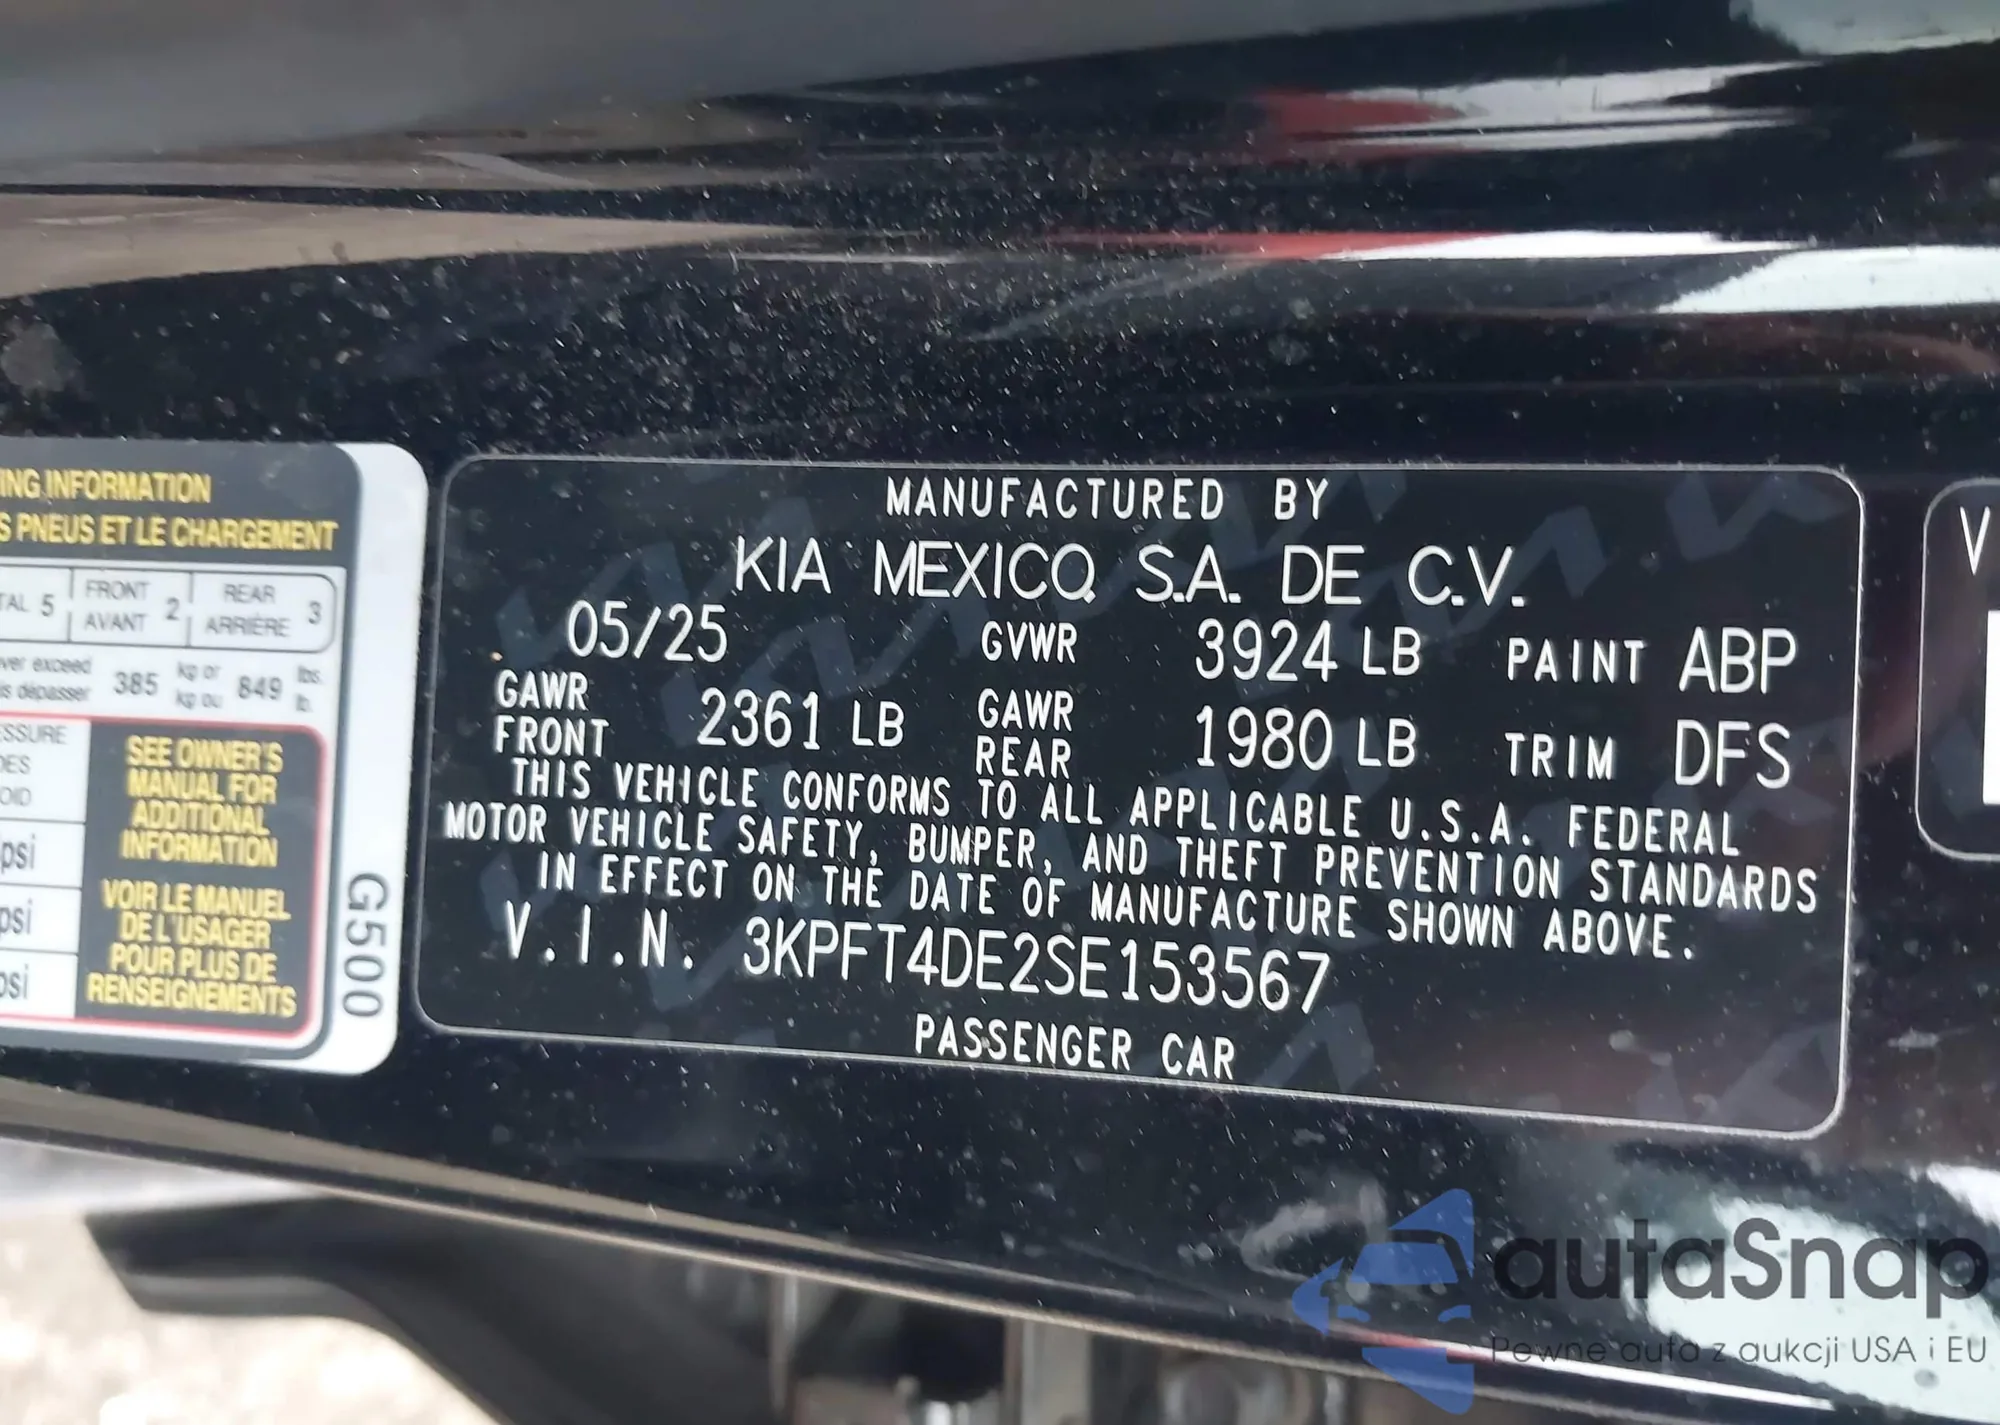 ING INFORMATION
S PNEUS ET LE CHARGEMENT
TAL 5
FRONT
AVANT
2
REAR
ARRIÈRE
3
ver exceed
s dépasser
385
kg or
kg ou
849
lbs.
lb.
SEE OWNER'S
MANUAL FOR
ADDITIONAL
INFORMATION
VOIR LE MANUEL
DE L'USAGER
POUR PLUS DE
RENSEIGNEMENTS
ESSURE
DES
OID
psi
psi
psi
G500
MANUFACTURED BY
KIA MEXICO, S.A. DE C.V.
05/25 GVWR 3924 LB PAINT ABP
GAWR FRONT 2361 LB GAWR REAR 1980 LB TRIM DFS
THIS VEHICLE CONFORMS TO ALL APPLICABLE U.S.A. FEDERAL
MOTOR VEHICLE SAFETY, BUMPER, AND THEFT PREVENTION STANDARDS
IN EFFECT ON THE DATE OF MANUFACTURE SHOWN ABOVE.
V.I.N. 3KPFT4DE2SE153567
PASSENGER CAR
V
autaSnap
Pewne auta z aukcji USA i EU